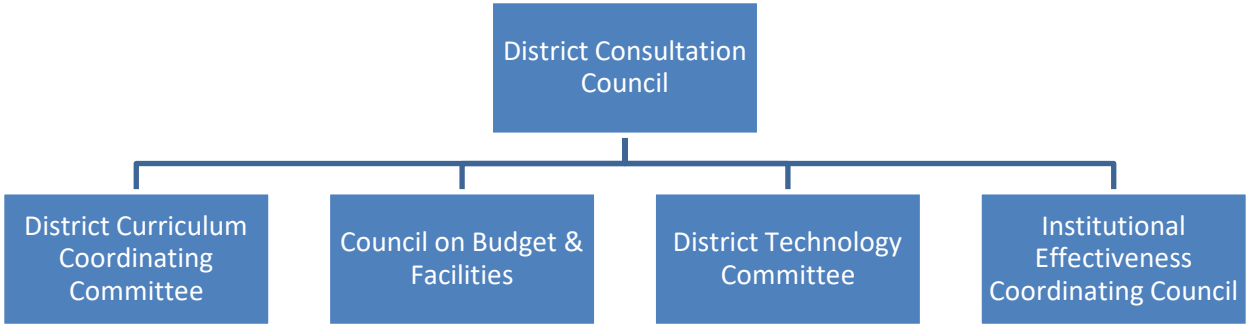 District Consultation
Council
District Curriculum
Coordinating
Committee
Council on Budget &
Facilities
District Technology
Committee
Institutional
Effectiveness
Coordinating Council